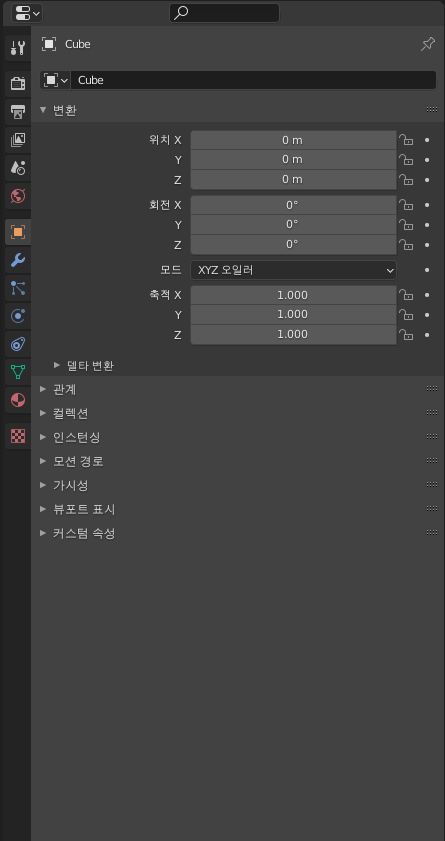 Cube
Cube
변환
위치 X 0 m
Y 0 m
Z 0 m
회전 X 0°
Y 0°
Z 0°
모드 XYZ 오일러
축적 X 1.000
Y 1.000
Z 1.000
델타 변환
관계
컬렉션
인스턴싱
모션 경로
가시성
뷰포트 표시
커스텀 속성